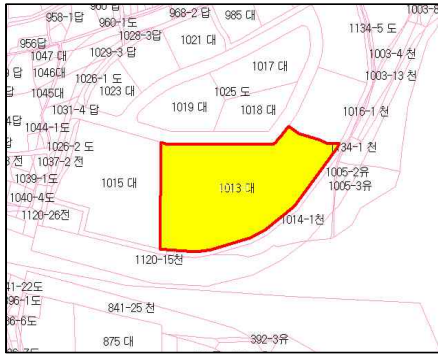 958-1답
960-1도
968-2 답
985 대
1028-3답
1021 대
1134-5 도
956답
1047 대
1029-3 답
1017 대
1003-4 천
1046대
1026-1 도
1003-13 천
1045대
1023 대
1025 도
1031-4 답
1019 대
1018 대
1016-1 천
1044-1도
1026-2 도
1037-2 전
1005-2유
1039-1도
1015 대
1013 대
1005-3유
1040-4도
1120-26전
1014-1천
1120-15천
841-25 천
875 대
392-3유